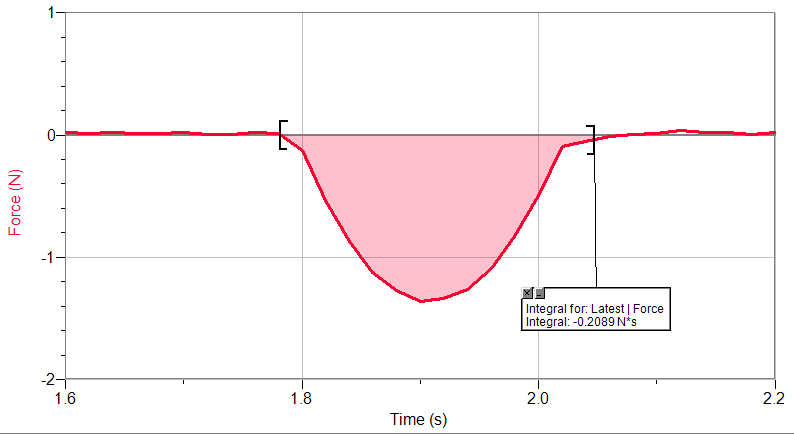 1
0
-1
-2
Force (N)
Integral for: Latest | Force
Integral: -0.2089 N*s
1.6
1.8
2.0
2.2
Time (s)